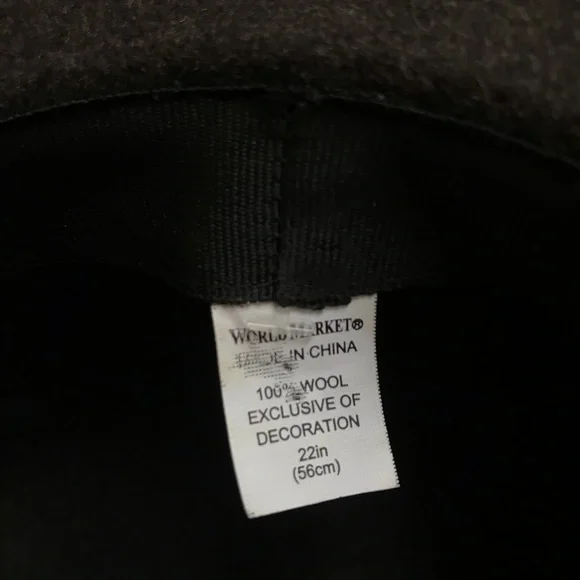 WORLD MARKET®
MADE IN CHINA
100% WOOL
EXCLUSIVE OF
DECORATION
22in
(56cm)